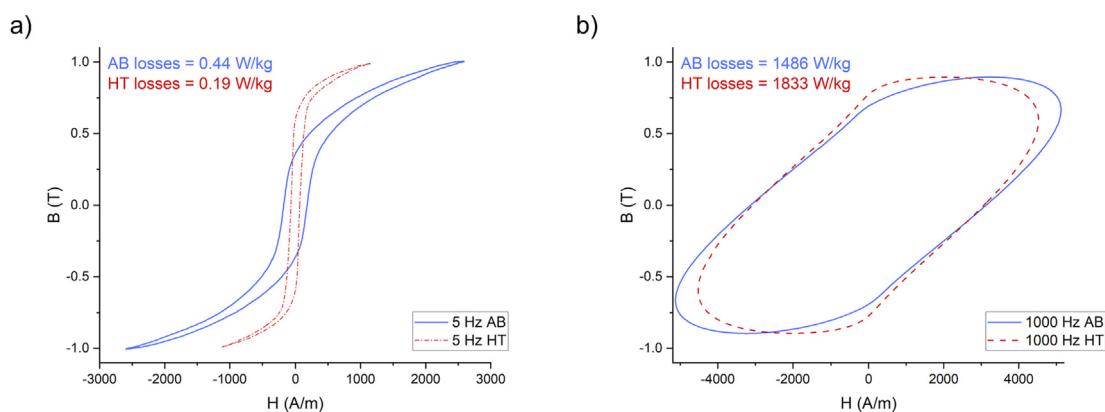 a)
AB losses = 0.44 W/kg
HT losses = 0.19 W/kg
1.0
0.5
0.0
-0.5
-1.0
B (T)
5 Hz AB
5 Hz HT
-3000 -2000 -1000 0 1000 2000 3000
H (A/m)
b)
AB losses = 1486 W/kg
HT losses = 1833 W/kg
1.0
0.5
0.0
-0.5
-1.0
B (T)
1000 Hz AB
1000 Hz HT
-4000 -2000 0 2000 4000
H (A/m)